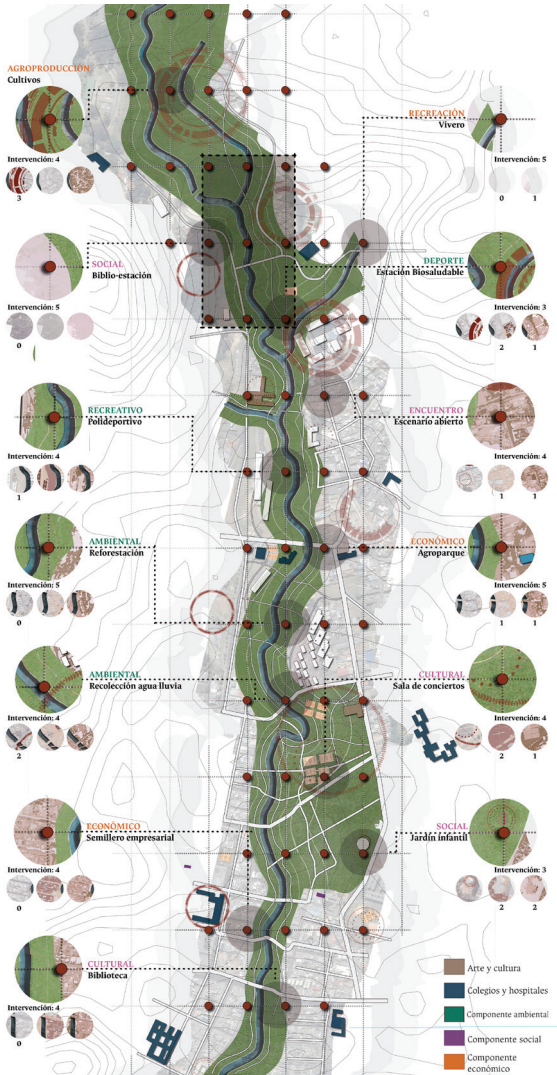 AGROPRODUCCIÓN
Cultivos
Intervención: 4
3
SOCIAL
Biblio-estación
Intervención: 5
0
RECREATIVO
Polideportivo
Intervención: 4
1
AMBIENTAL
Reforestación
Intervención: 5
0
AMBIENTAL
Recolección agua lluvia
Intervención: 4
2
ECONÓMICO
Semillero empresarial
Intervención: 4
0
CULTURAL
Biblioteca
Intervención: 4
0
RECREACIÓN
Vivero
Intervención: 5
0 1
DEPORTE
Estación Biosaludable
Intervención: 3
2 1
ENCUENTRO
Escenario abierto
Intervención: 4
1 1
ECONÓMICO
Agroparque
Intervención: 5
1 1
CULTURAL
Sala de conciertos
Intervención: 4
2 1
SOCIAL
Jardín infantil
Intervención: 3
2 2
Arte y cultura
Colegios y hospitales
Componente ambiental
Componente social
Componente
económico